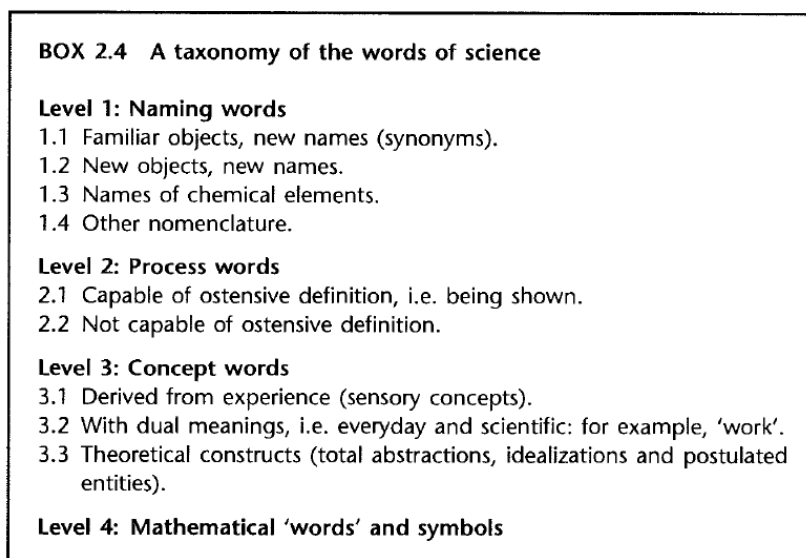 BOX 2.4 A taxonomy of the words of science
Level 1: Naming words
1.1 Familiar objects, new names (synonyms).
1.2 New objects, new names.
1.3 Names of chemical elements.
1.4 Other nomenclature.
Level 2: Process words
2.1 Capable of ostensive definition, i.e. being shown.
2.2 Not capable of ostensive definition.
Level 3: Concept words
3.1 Derived from experience (sensory concepts).
3.2 With dual meanings, i.e. everyday and scientific: for example, 'work'.
3.3 Theoretical constructs (total abstractions, idealizations and postulated
entities).
Level 4: Mathematical 'words' and symbols